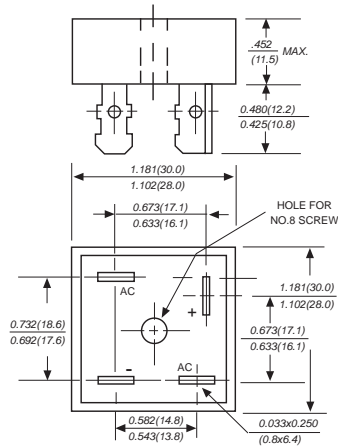 .452
(11.5)
MAX.
0.480(12.2)
0.425(10.8)
1.181(30.0)
1.102(28.0)
0.673(17.1)
0.633(16.1)
HOLE FOR
NO.8 SCREW
AC
+
0.732(18.6)
0.692(17.6)
1.181(30.0)
1.102(28.0)
0.673(17.1)
0.633(16.1)
-
AC
0.582(14.8)
0.543(13.8)
0.033x0.250
(0.8x6.4)